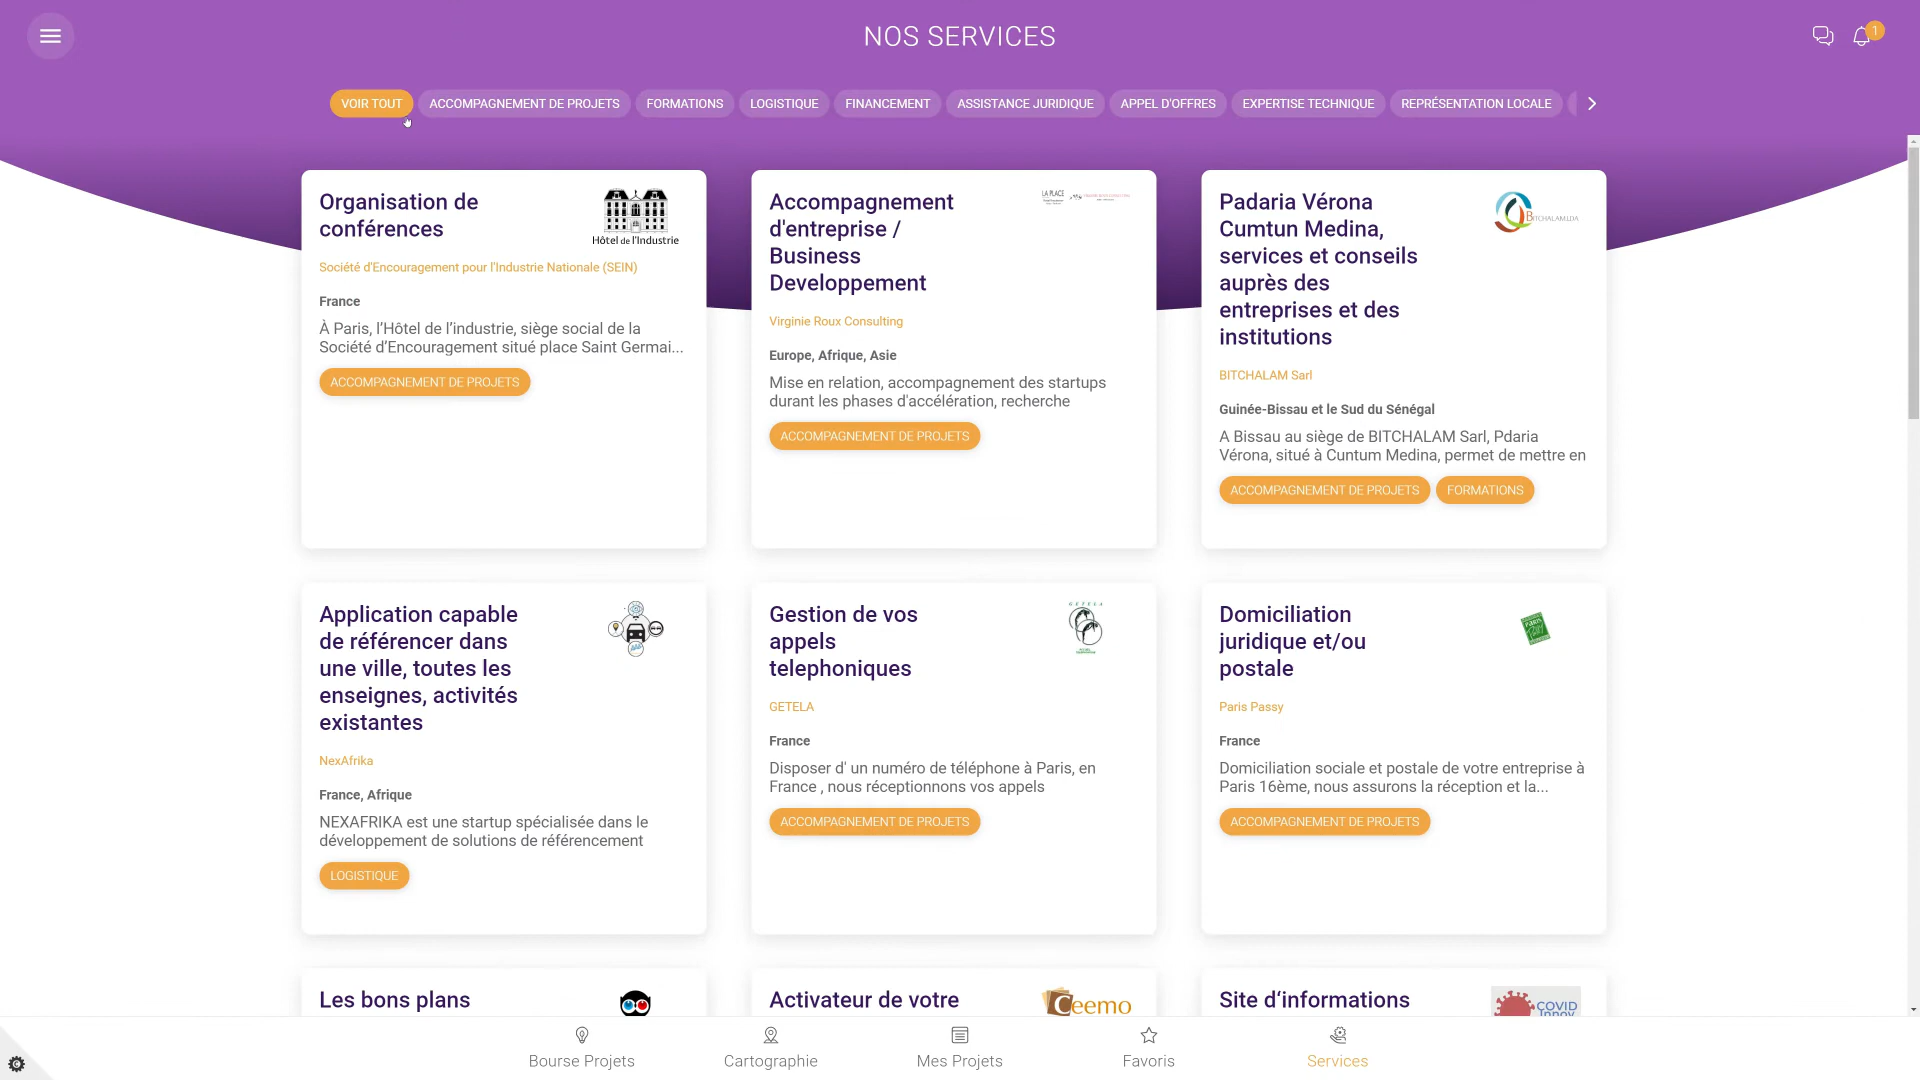 NOS SERVICES
1
VOIR TOUT
ACCOMPAGNEMENT DE PROJETS
FORMATIONS
LOGISTIQUE
FINANCEMENT
ASSISTANCE JURIDIQUE
APPEL D'OFFRES
EXPERTISE TECHNIQUE
REPRÉSENTATION LOCALE
Organisation de
conférences
Hôtel de l'Industrie
Société d'Encouragement pour l'Industrie Nationale (SEIN)
France
À Paris, l’Hôtel de l’industrie, siège social de la
Société d’Encouragement situé place Saint Germai...
ACCOMPAGNEMENT DE PROJETS
Accompagnement
d'entreprise /
Business
Developpement
LA PLACE
Virginie Roux Consulting
Europe, Afrique, Asie
Mise en relation, accompagnement des startups
durant les phases d'accélération, recherche
ACCOMPAGNEMENT DE PROJETS
Padaria Vérona
Cumtun Medina,
services et conseils
auprès des
entreprises et des
institutions
BITCHALAM,LDA
BITCHALAM Sarl
Guinée-Bissau et le Sud du Sénégal
A Bissau au siège de BITCHALAM Sarl, Pdaria
Vérona, situé à Cuntum Medina, permet de mettre en
ACCOMPAGNEMENT DE PROJETS
FORMATIONS
Application capable
de référencer dans
une ville, toutes les
enseignes, activités
existantes
NexAfrika
France, Afrique
NEXAFRIKA est une startup spécialisée dans le
développement de solutions de référencement
LOGISTIQUE
Gestion de vos
appels
telephoniques
GETELA
GETELA
France
Disposer d' un numéro de téléphone à Paris, en
France , nous réceptionnons vos appels
ACCOMPAGNEMENT DE PROJETS
Domiciliation
juridique et/ou
postale
PARIS
Passy
Paris Passy
France
Domiciliation sociale et postale de votre entreprise à
Paris 16ème, nous assurons la réception et la...
ACCOMPAGNEMENT DE PROJETS
Les bons plans
Activateur de votre
Ceemo
Site d‘informations
COVID
Innov
Bourse Projets
Cartographie
Mes Projets
Favoris
Services